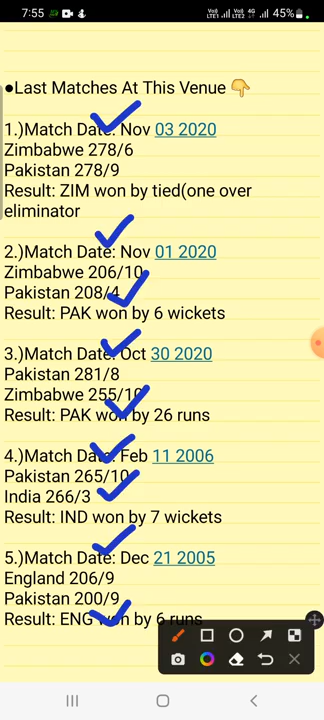 7:55 45%
●Last Matches At This Venue 👇
1.)Match Date: Nov 03 2020
Zimbabwe 278/6
Pakistan 278/9
Result: ZIM won by tied(one over
eliminator
2.)Match Date: Nov 01 2020
Zimbabwe 206/10
Pakistan 208/4
Result: PAK won by 6 wickets
3.)Match Date: Oct 30 2020
Pakistan 281/8
Zimbabwe 255/10
Result: PAK won by 26 runs
4.)Match Date: Feb 11 2006
Pakistan 265/10
India 266/3
Result: IND won by 7 wickets
5.)Match Date: Dec 21 2005
England 206/9
Pakistan 200/9
Result: ENG won by 6 runs